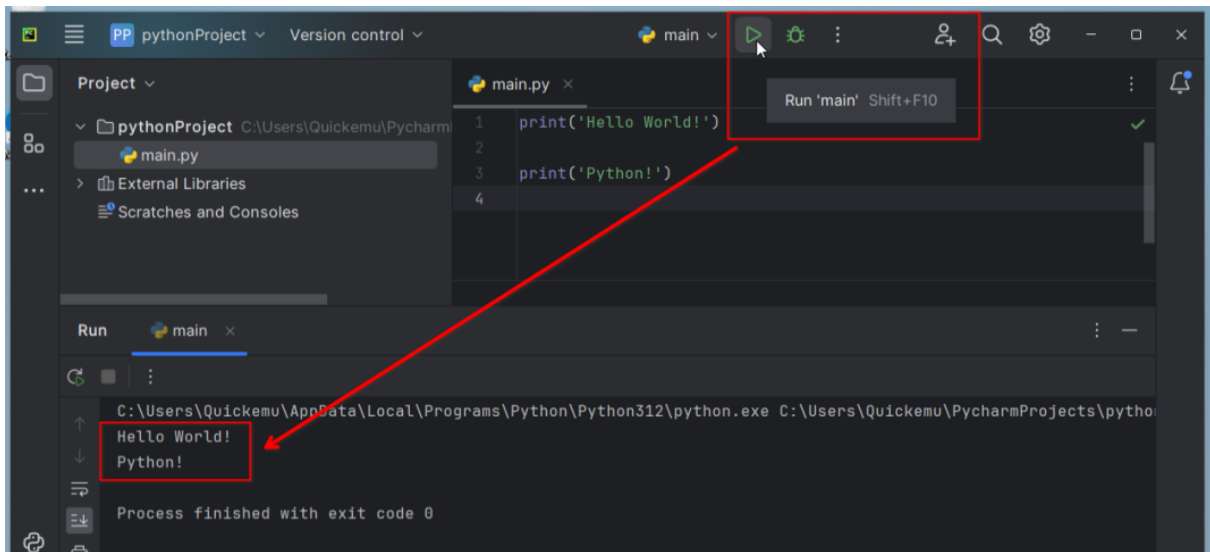 PP pythonProject Version control main
Project
main.py
Run 'main' Shift+F10
pythonProject C:\Users\Quickemu\Pycharm
1 print('Hello World!')
main.py
2
External Libraries
3 print('Python!')
Scratches and Consoles
4
Run main
C:\Users\Quickemu\AppData\Local\Programs\Python\Python312\python.exe C:\Users\Quickemu\PycharmProjects\pytho
Hello World!
Python!
Process finished with exit code 0